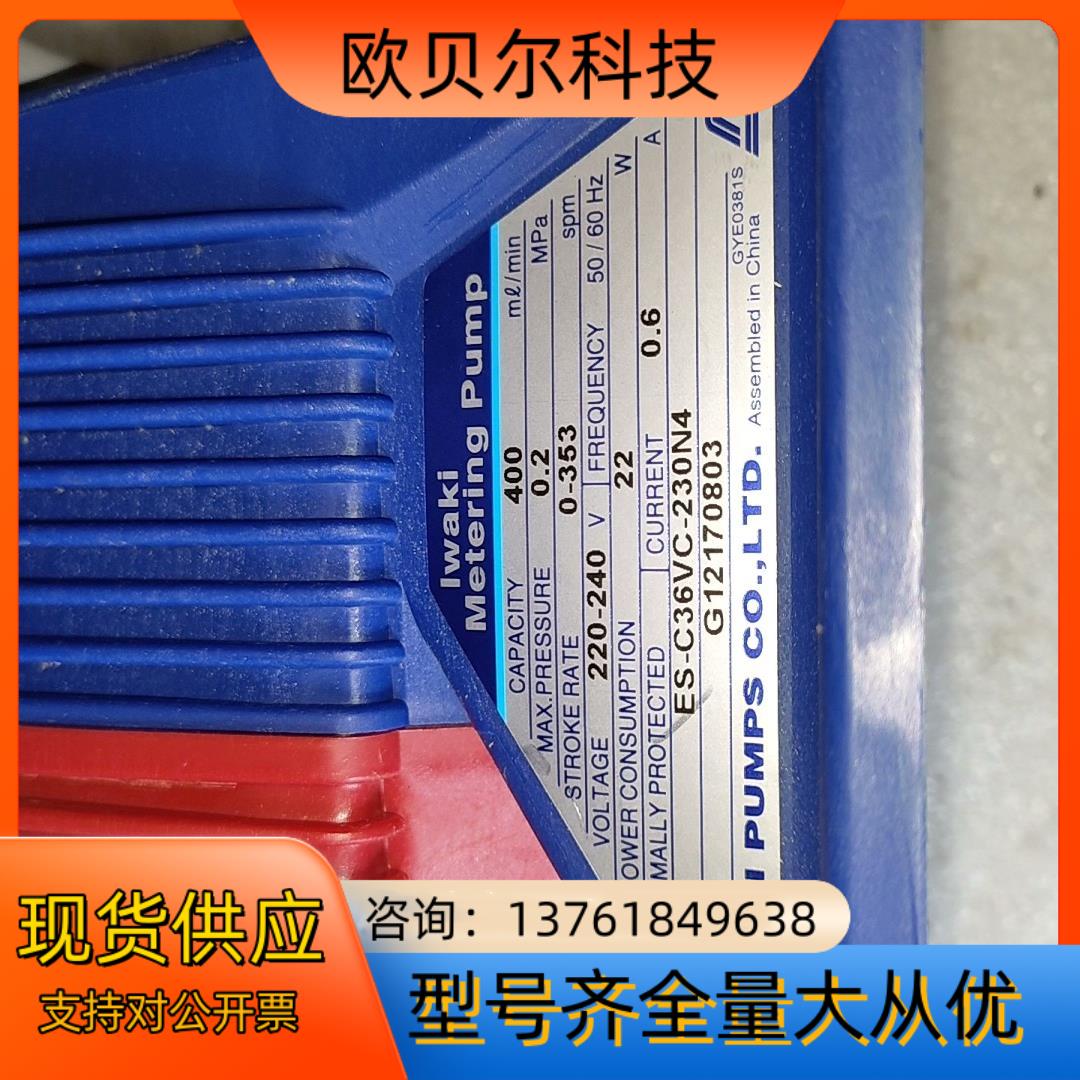 欧贝尔科技
Iwaki
Metering Pump
CAPACITY 400 mℓ/min
MAX.PRESSURE 0.2 MPa
STROKE RATE 0-353 spm
VOLTAGE 220-240 V FREQUENCY 50/60 Hz
OWER CONSUMPTION 22 W
MALLY PROTECTED CURRENT 0.6 A
ES-C36VC-230N4
G12170803
GYE0381S
I PUMPS CO.,LTD. Assembled in China
现货供应
支持对公开票
咨询：13761849638
型号齐全量大从优